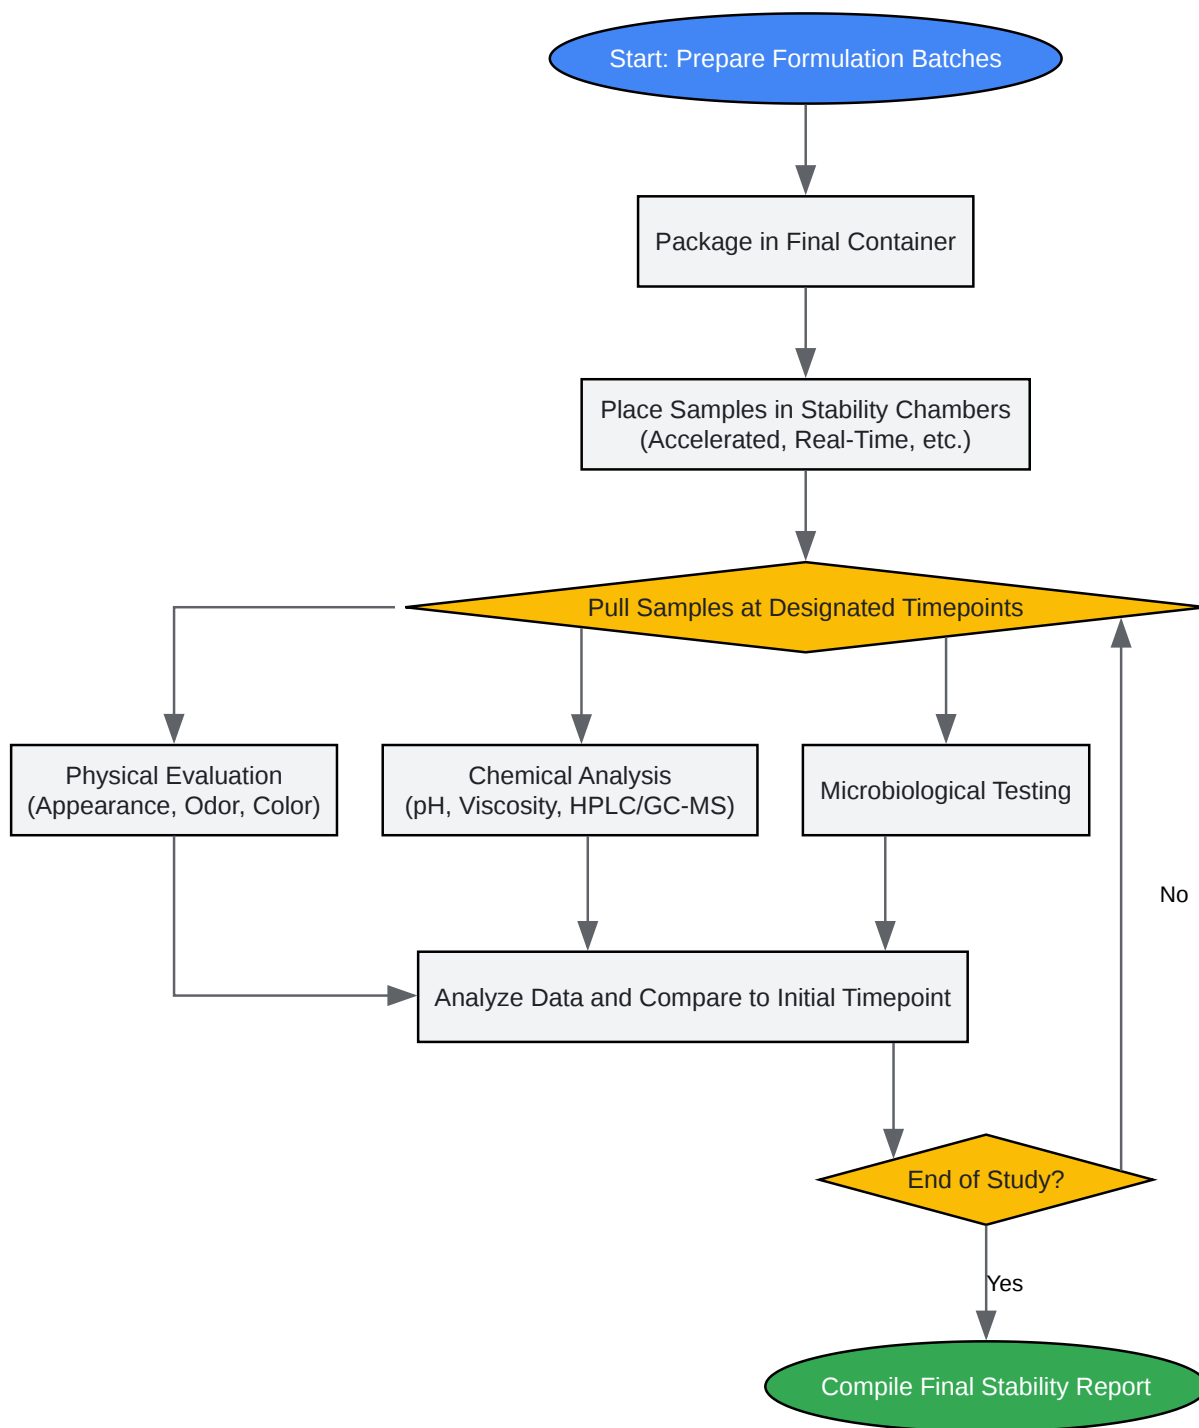 Start: Prepare Formulation Batches
Package in Final Container
Place Samples in Stability Chambers
(Accelerated, Real-Time, etc.)
Pull Samples at Designated Timepoints
Physical Evaluation
(Appearance, Odor, Color)
Chemical Analysis
(pH, Viscosity, HPLC/GC-MS)
Microbiological Testing
No
Analyze Data and Compare to Initial Timepoint
End of Study?
Yes
Compile Final Stability Report